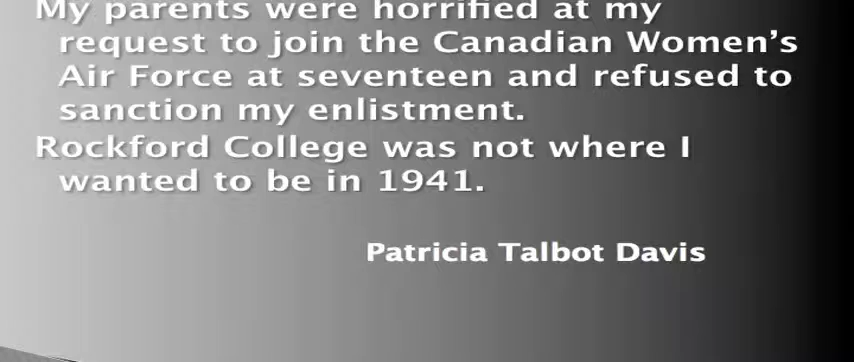 My parents were horrified at my
request to join the Canadian Women's
Air Force at seventeen and refused to
sanction my enlistment.
Rockford College was not where I
wanted to be in 1941.
Patricia Talbot Davis